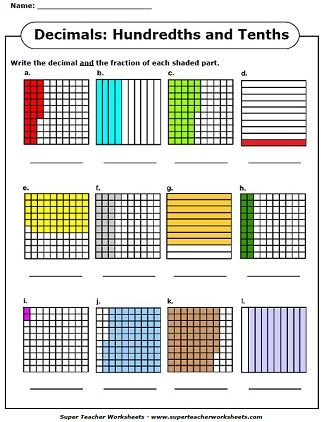 Name:
Decimals: Hundredths and Tenths
Write the decimal and the fraction of each shaded part.
a. b. c. d.
e. f. g. h.
i. j. k. l.
Super Teacher Worksheets - www.superteacherworksheets.com